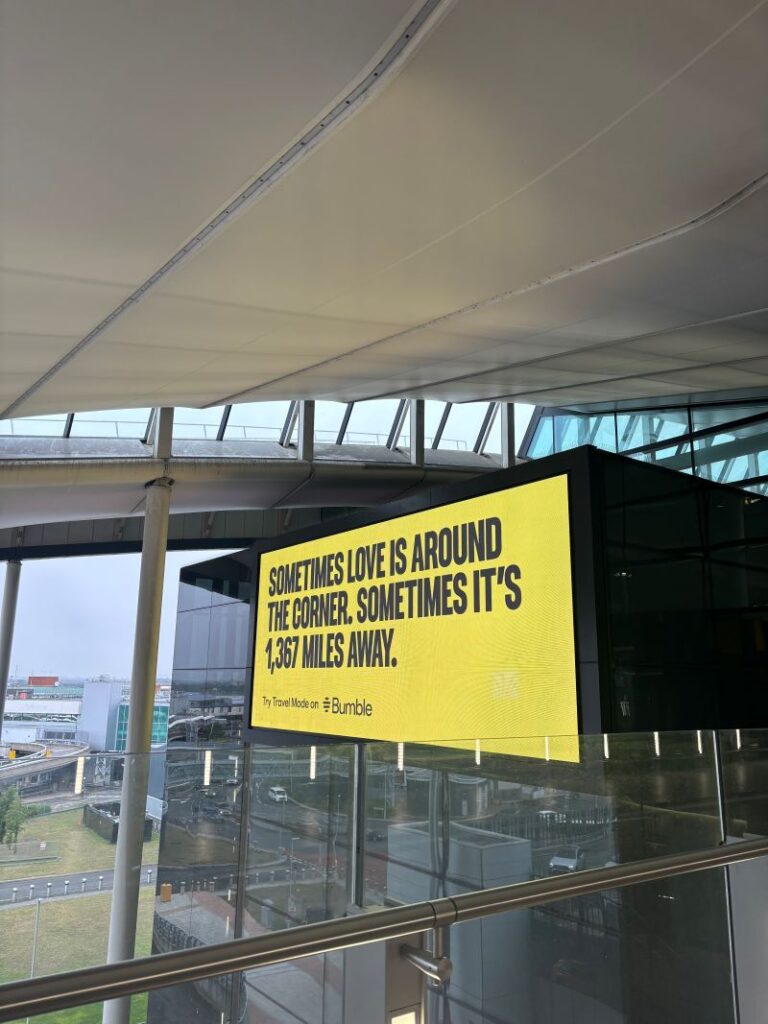 SOMETIMES LOVE IS AROUND
THE CORNER. SOMETIMES IT'S
1,367 MILES AWAY.
Try Travel Mode on Bumble